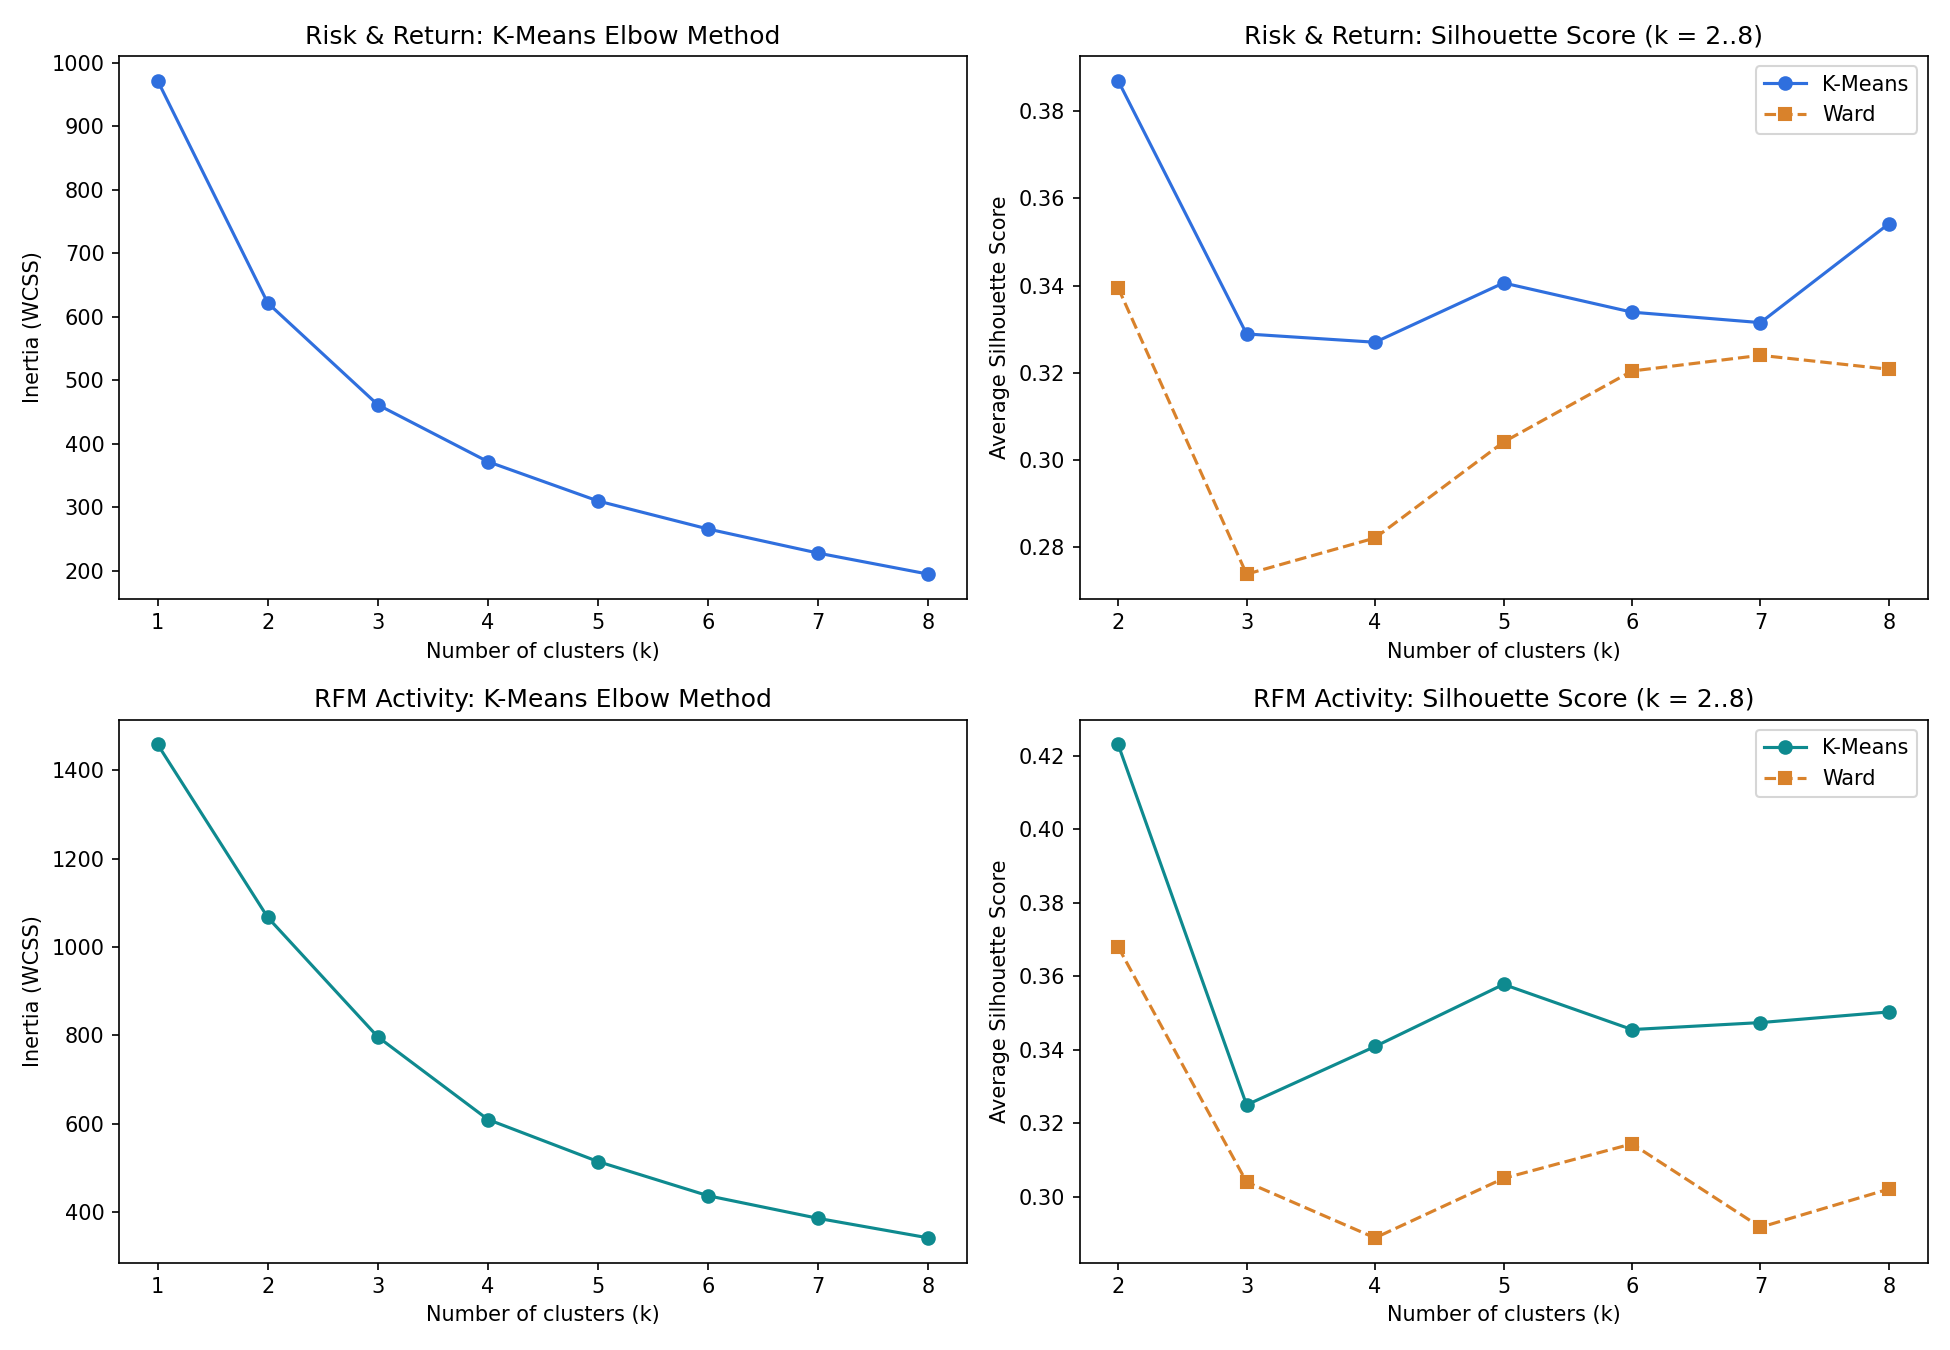 Risk & Return: K-Means Elbow Method
Inertia (WCSS)
1000
900
800
700
600
500
400
300
200
1 2 3 4 5 6 7 8
Number of clusters (k)
Risk & Return: Silhouette Score (k = 2..8)
K-Means
Ward
Average Silhouette Score
0.38
0.36
0.34
0.32
0.30
0.28
2 3 4 5 6 7 8
Number of clusters (k)
RFM Activity: K-Means Elbow Method
Inertia (WCSS)
1400
1200
1000
800
600
400
1 2 3 4 5 6 7 8
Number of clusters (k)
RFM Activity: Silhouette Score (k = 2..8)
K-Means
Ward
Average Silhouette Score
0.42
0.40
0.38
0.36
0.34
0.32
0.30
2 3 4 5 6 7 8
Number of clusters (k)